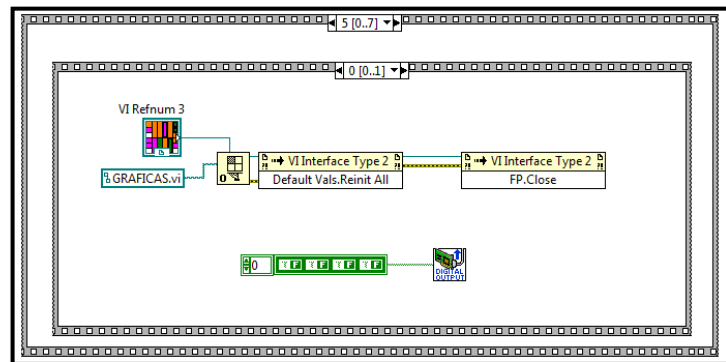 5 [0..7]
0 [0..1]
VI Refnum 3
GRAFICAS.vi
0
VI Interface Type 2
Default Vals.Reinit All
VI Interface Type 2
FP.Close
0
F F F F
DIGITAL
OUTPUT